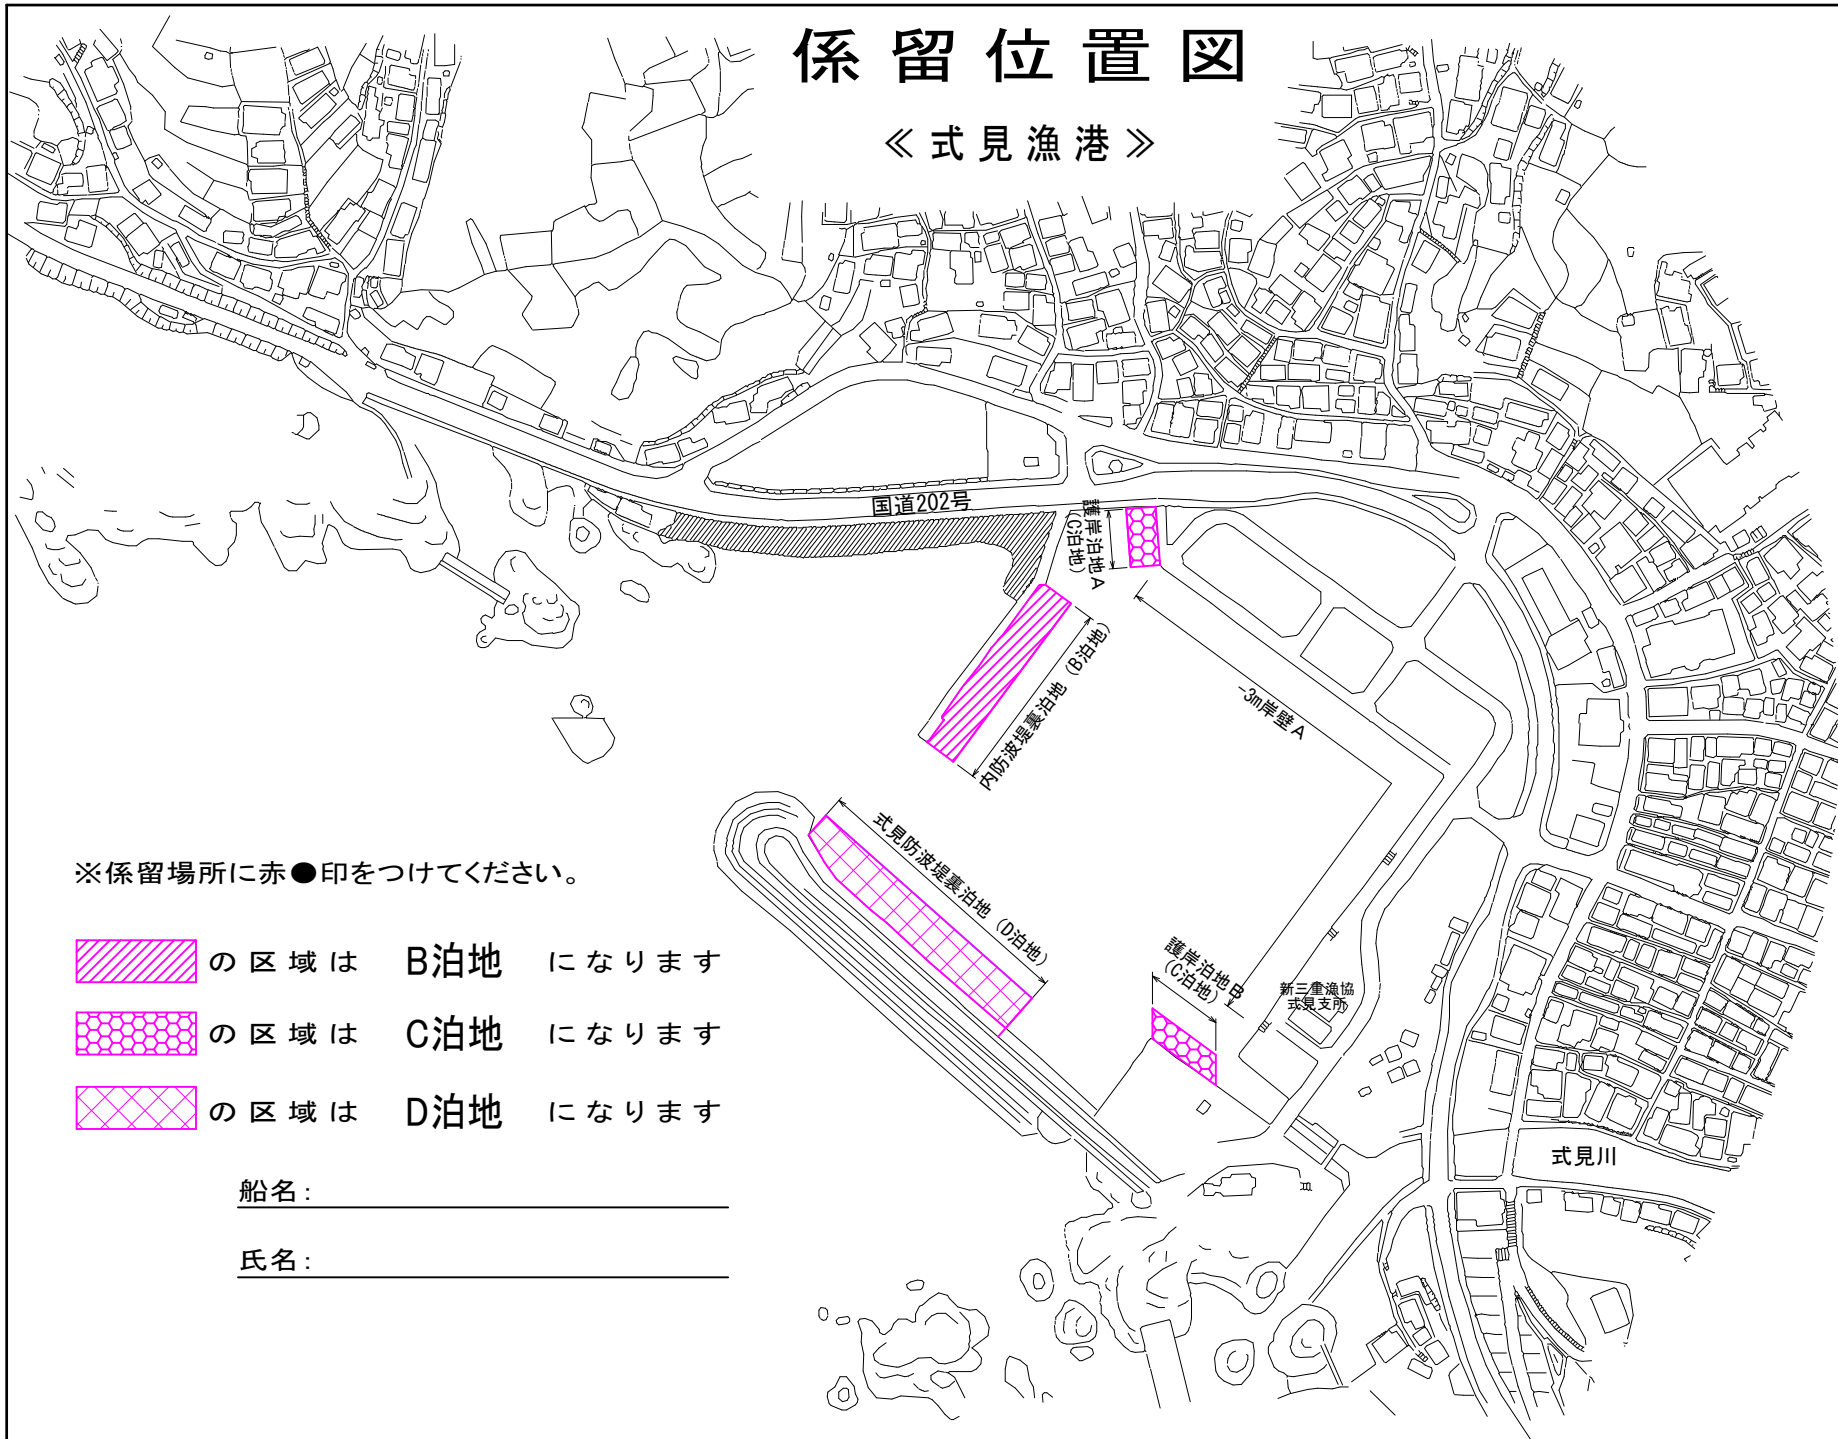 係留位置図
≪式見漁港≫
国道202号
護岸泊地A
(C泊地)
内防波堤裏泊地 (B泊地)
-3m岸壁A
式見防波堤裏泊地 (D泊地)
護岸泊地B
(C泊地)
新三重漁協
式見支所
式見川
※係留場所に赤●印をつけてください。
の区域は B泊地 になります
の区域は C泊地 になります
の区域は D泊地 になります
船名:
氏名: